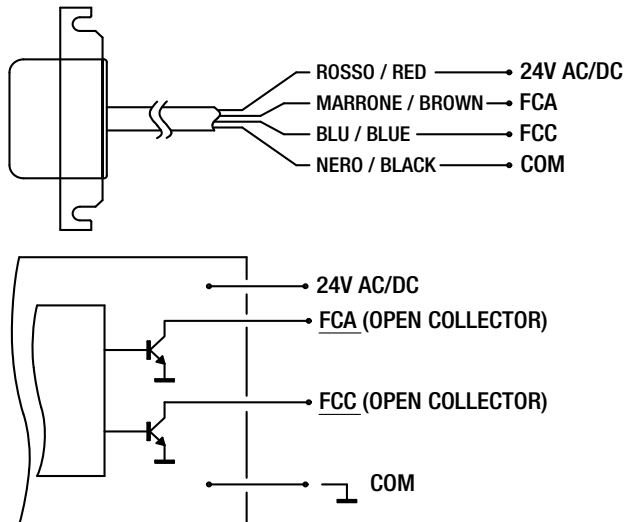 ROSSO / RED 24V AC/DC
MARRONE / BROWN FCA
BLU / BLUE FCC
NERO / BLACK COM
24V AC/DC
FCA (OPEN COLLECTOR)
FCC (OPEN COLLECTOR)
COM